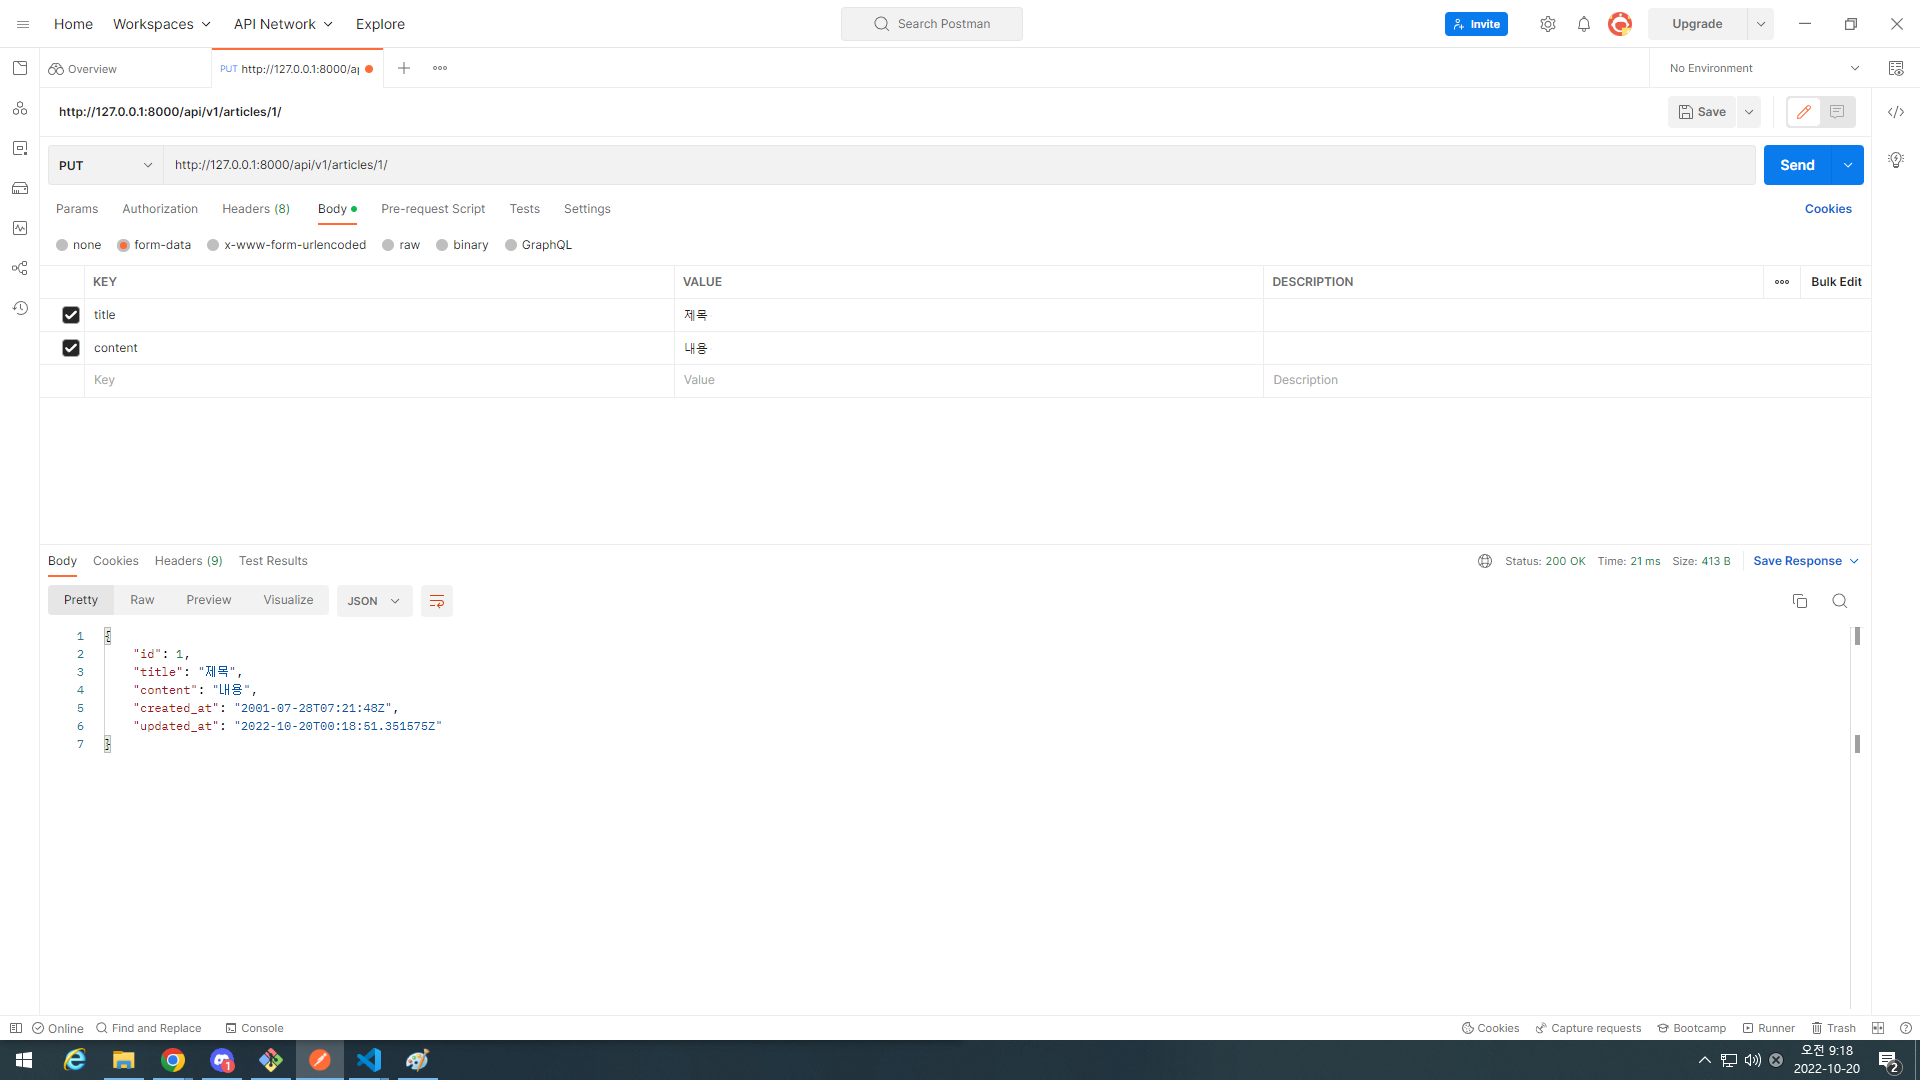 Home Workspaces API Network Explore Search Postman Invite Upgrade
Overview PUT http://127.0.0.1:8000/ap No Environment
http://127.0.0.1:8000/api/v1/articles/1/ Save
PUT http://127.0.0.1:8000/api/v1/articles/1/ Send
Params Authorization Headers (8) Body Pre-request Script Tests Settings Cookies
none form-data x-www-form-urlencoded raw binary GraphQL
KEY VALUE DESCRIPTION Bulk Edit
title 제목
content 내용
Key Value Description
Body Cookies Headers (9) Test Results Status: 200 OK Time: 21 ms Size: 413 B Save Response
Pretty Raw Preview Visualize JSON
1 {
2 "id": 1,
3 "title": "제목",
4 "content": "내용",
5 "created_at": "2001-07-28T07:21:48Z",
6 "updated_at": "2022-10-20T00:18:51.351575Z"
7 }
Online Find and Replace Console Cookies Capture requests Bootcamp Runner Trash
1 오전 9:18
2022-10-20 2